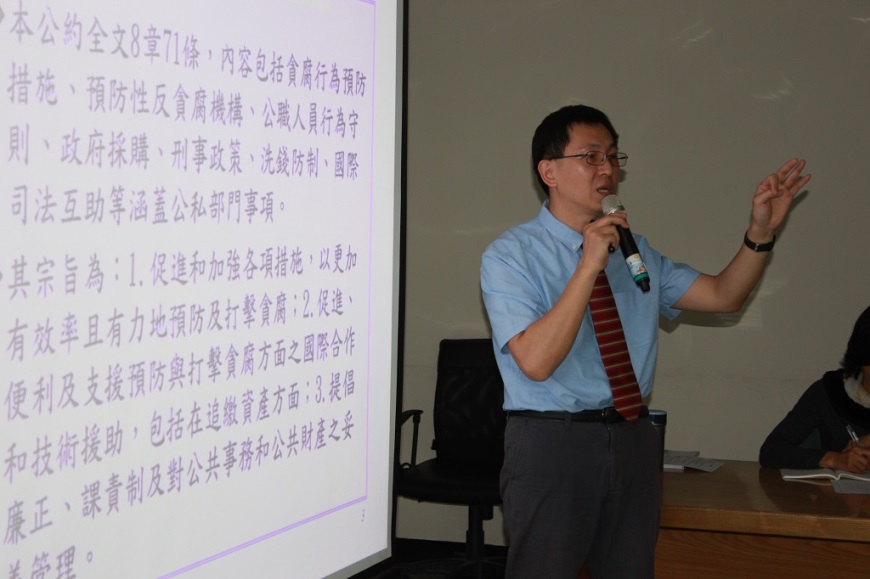 本公約全文8章71條，內容包括貪腐行為預防
措施、預防性反貪腐機構、公職人員行為守
則、政府採購、刑事政策、洗錢防制、國際
司法互助等涵蓋公私部門事項。
其宗旨為：1.促進和加強各項措施，以更加
有效率且有力地預防及打擊貪腐；2.促進、
便利及支援預防與打擊貪腐方面之國際合作
和技術援助，包括在追繳資產方面；3.提倡
廉正、課責制及對公共事務和公共財產之妥
善管理。
3